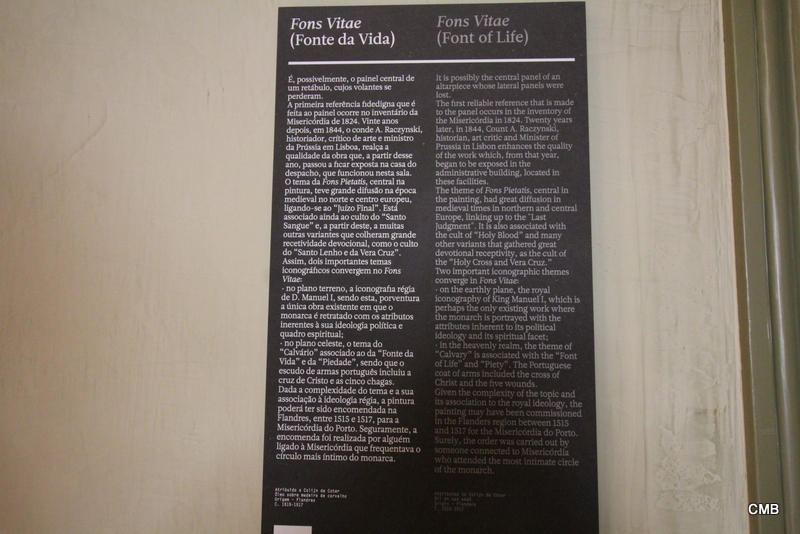 Fons Vitae
(Fonte da Vida)
É, possivelmente, o painel central de
um retábulo, cujos volantes se
perderam.
A primeira referência fidedigna que é
feita ao painel ocorre no inventário da
Misericórdia de 1824. Vinte anos
depois, em 1844, o conde A. Raczynski,
historiador, crítico de arte e ministro
da Prússia em Lisboa, realça a
qualidade da obra que, a partir desse
ano, passou a ficar exposta na casa do
despacho, que funcionou nesta sala.
O tema da Fons Pietatis, central na
pintura, teve grande difusão na época
medieval no norte e centro europeu,
ligando-se ao "Juízo Final". Está
associado ainda ao culto do "Santo
Sangue" e, a partir deste, a muitas
outras variantes que colheram grande
recetividade devocional, como o culto
do "Santo Lenho e da Vera Cruz".
Assim, dois importantes temas
iconográficos convergem no Fons
Vitae:
· no plano terreno, a iconografia régia
de D. Manuel I, sendo esta, porventura
a única obra existente em que o
monarca é retratado com os atributos
inerentes à sua ideologia política e
quadro espiritual;
· no plano celeste, o tema do
"Calvário" associado ao da "Fonte da
Vida" e da "Piedade", sendo que o
escudo de armas português incluiu a
cruz de Cristo e as cinco chagas.
Dada a complexidade do tema e a sua
associação à ideologia régia, a pintura
poderá ter sido encomendada na
Flandres, entre 1515 e 1517, para a
Misericórdia do Porto. Seguramente, a
encomenda foi realizada por alguém
ligado à Misericórdia que frequentava o
círculo mais íntimo do monarca.
atribuído a Colijn de Coter
Óleo sobre madeira de carvalho
Origem – Flandres
C. 1515-1517
Fons Vitae
(Font of Life)
It is possibly the central panel of an
altarpiece whose lateral panels were
lost.
The first reliable reference that is made
to the panel occurs in the inventory of
the Misericórdia in 1824. Twenty years
later, in 1844, Count A. Raczynski,
historian, art critic and Minister of
Prussia in Lisbon enhances the quality
of the work which, from that year,
began to be exposed in the
administrative building, located in
these facilities.
The theme of Fons Pietatis, central in
the painting, had great diffusion in
medieval times in northern and central
Europe, linking up to the "Last
Judgment". It is also associated with
the cult of "Holy Blood" and many
other variants that gathered great
devotional receptivity, as the cult of
the "Holy Cross and Vera Cruz."
Two important iconographic themes
converge in Fons Vitae:
· on the earthly plane, the royal
iconography of King Manuel I, which is
perhaps the only existing work where
the monarch is portrayed with the
attributes inherent to its political
ideology and its spiritual facet;
· in the heavenly realm, the theme of
"Calvary" is associated with the "Font
of Life" and "Piety". The Portuguese
coat of arms included the cross of
Christ and the five wounds.
Given the complexity of the topic and
its association to the royal ideology, the
painting may have been commissioned
in the Flanders region between 1515
and 1517 for the Misericórdia do Porto.
Surely, the order was carried out by
someone connected to Misericórdia
who attended the most intimate circle
of the monarch.
attributed to Colijn de Coter
CMB